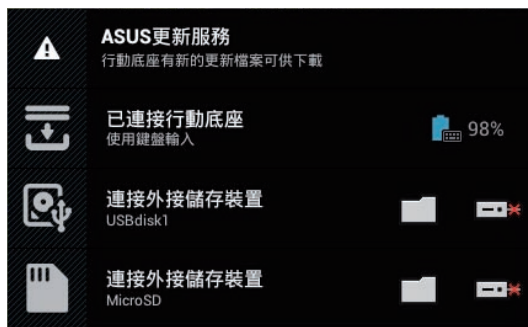 ASUS更新服務
行動底座有新的更新檔案可供下載
已連接行動底座
使用鍵盤輸入
98%
連接外接儲存裝置
USBdisk1
連接外接儲存裝置
MicroSD